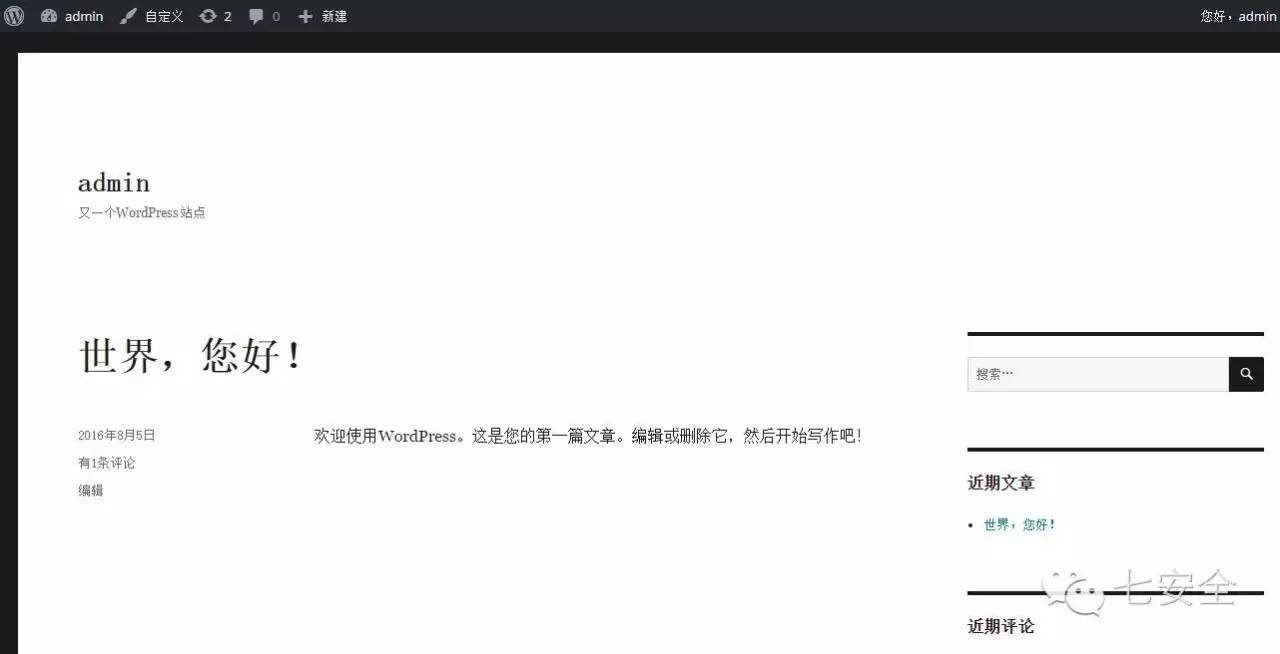 admin 自定义 2 0 新建 您好，admin
admin
又一个WordPress站点
世界，您好！
2016年8月5日
有1条评论
编辑
欢迎使用WordPress。这是您的第一篇文章。编辑或删除它，然后开始写作吧！
搜索…
近期文章
世界，您好！
七安全
近期评论